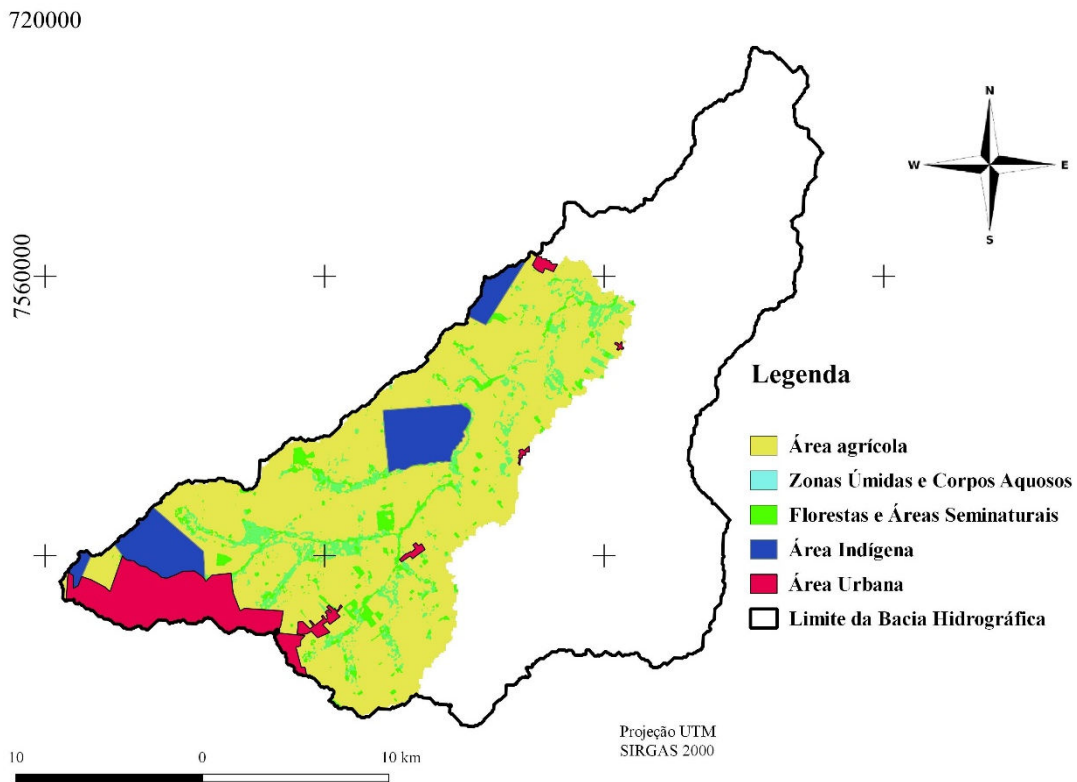 720000
N
W
E
S
7560000
Legenda
Área agrícola
Zonas Úmidas e Corpos Aquosos
Florestas e Áreas Seminaturais
Área Indígena
Área Urbana
Limite da Bacia Hidrográfica
Projeção UTM
SIRGAS 2000
10 0 10 km